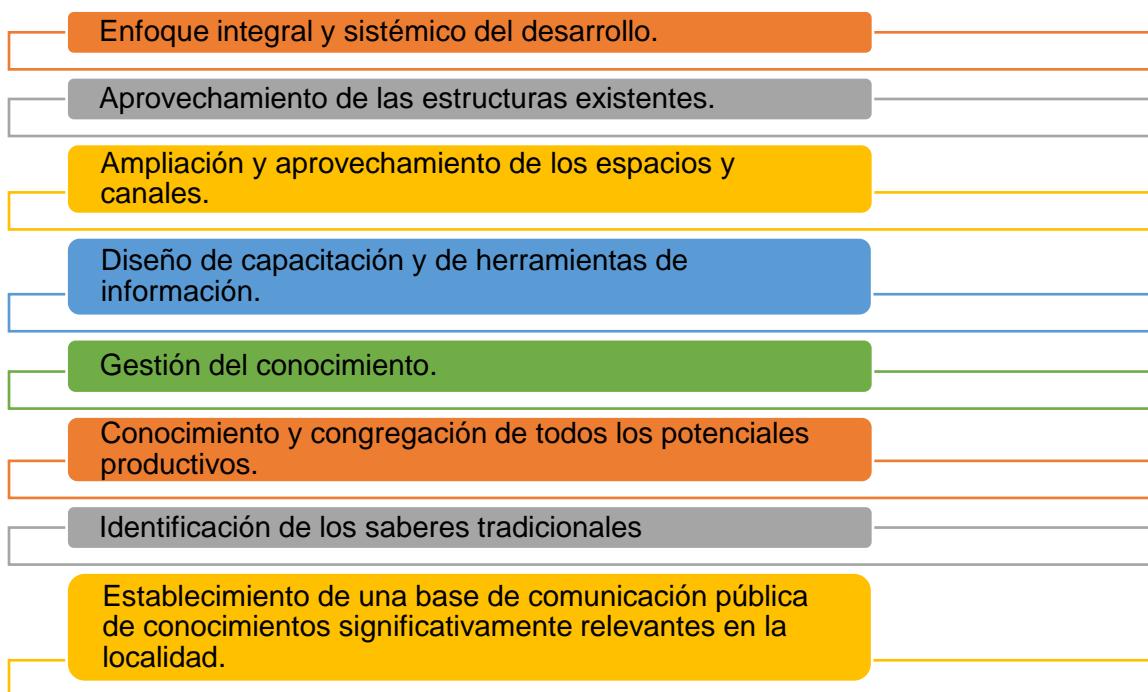 Enfoque integral y sistémico del desarrollo.
Aprovechamiento de las estructuras existentes.
Ampliación y aprovechamiento de los espacios y
canales.
Diseño de capacitación y de herramientas de
información.
Gestión del conocimiento.
Conocimiento y congregación de todos los potenciales
productivos.
Identificación de los saberes tradicionales
Establecimiento de una base de comunicación pública
de conocimientos significativamente relevantes en la
localidad.